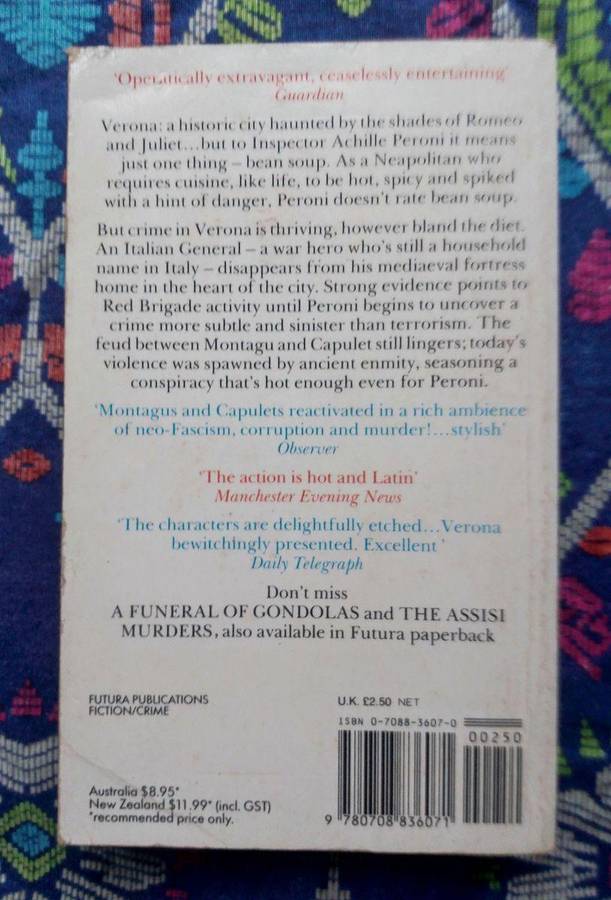 'Operatically extravagant, ceaselessly entertaining'
Guardian
Verona: a historic city haunted by the shades of Romeo
and Juliet...but to Inspector Achille Peroni it means
just one thing – bean soup. As a Neapolitan who
requires cuisine, like life, to be hot, spicy and spiked
with a hint of danger, Peroni doesn't rate bean soup.
But crime in Verona is thriving, however bland the diet.
An Italian General – a war hero who's still a household
name in Italy – disappears from his mediaeval fortress
home in the heart of the city. Strong evidence points to
Red Brigade activity until Peroni begins to uncover a
crime more subtle and sinister than terrorism. The
feud between Montagu and Capulet still lingers; today's
violence was spawned by ancient enmity, seasoning a
conspiracy that's hot enough even for Peroni.
'Montagus and Capulets reactivated in a rich ambience
of neo-Fascism, corruption and murder!...stylish'
Observer
'The action is hot and Latin'
Manchester Evening News
'The characters are delightfully etched...Verona
bewitchingly presented. Excellent '
Daily Telegraph
Don't miss
A FUNERAL OF GONDOLAS and THE ASSISI
MURDERS, also available in Futura paperback
FUTURA PUBLICATIONS
FICTION/CRIME
U.K. £2.50 NET
ISBN 0-7088-3607-0
00250
Australia $8.95*
New Zealand $11.99* (incl. GST)
*recommended price only.
9 780708 836071